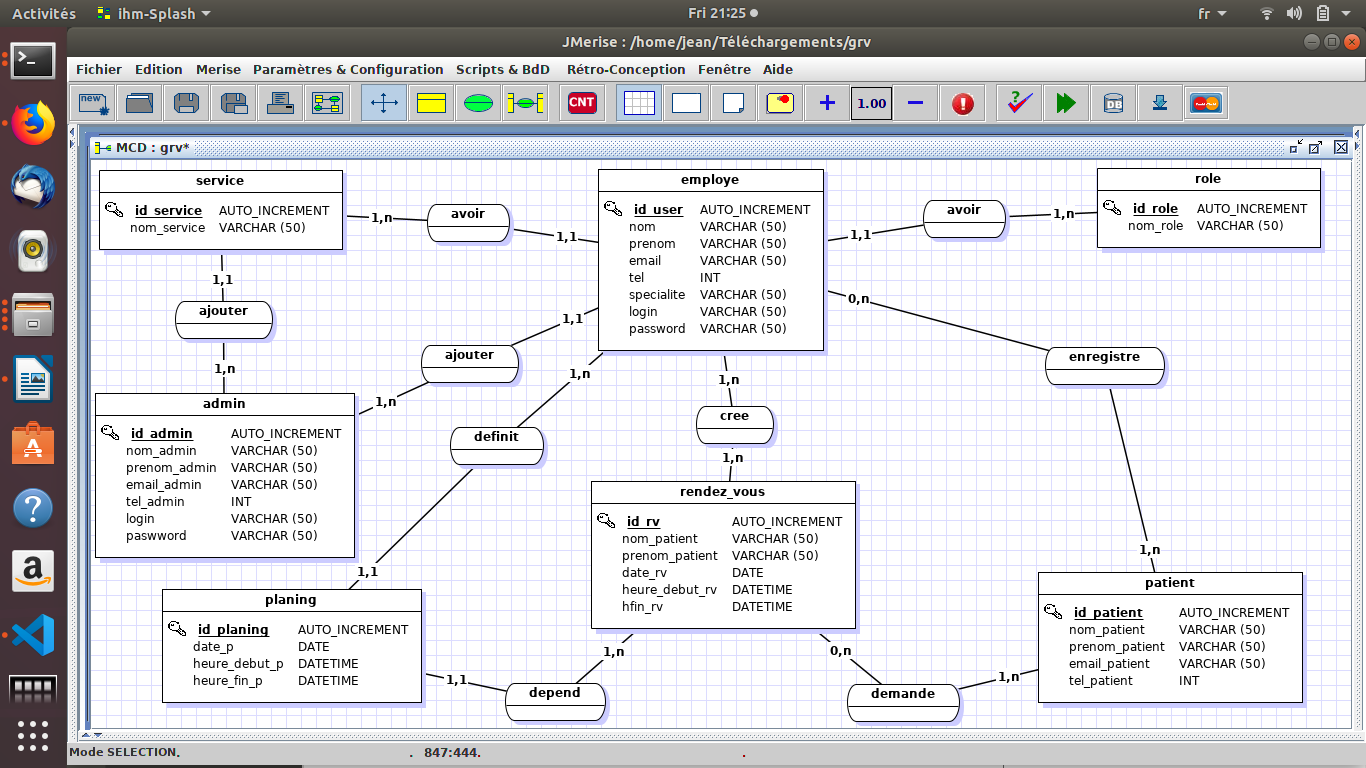 Activités ihm-Splash Fri 21:25 fr
JMerise : /home/jean/Téléchargements/grv
Fichier Edition Merise Paramètres & Configuration Scripts & BdD Rétro-Conception Fenêtre Aide
new CNT 1.00 DB
MCD : grv*
service
id_service AUTO_INCREMENT
nom_service VARCHAR (50)
1,n
avoir
1,1
employe
id_user AUTO_INCREMENT
nom VARCHAR (50)
prenom VARCHAR (50)
email VARCHAR (50)
tel INT
specialite VARCHAR (50)
login VARCHAR (50)
password VARCHAR (50)
1,1
avoir
1,n
role
id_role AUTO_INCREMENT
nom_role VARCHAR (50)
1,1
ajouter
1,n
1,1
ajouter
1,n
0,n
enregistre
1,n
admin
id_admin AUTO_INCREMENT
nom_admin VARCHAR (50)
prenom_admin VARCHAR (50)
email_admin VARCHAR (50)
tel_admin INT
login VARCHAR (50)
paswword VARCHAR (50)
1,n
definit
1,1
1,n
cree
1,n
rendez_vous
id_rv AUTO_INCREMENT
nom_patient VARCHAR (50)
prenom_patient VARCHAR (50)
date_rv DATE
heure_debut_rv DATETIME
hfin_rv DATETIME
planing
id_planing AUTO_INCREMENT
date_p DATE
heure_debut_p DATETIME
heure_fin_p DATETIME
1,1
depend
1,n
0,n
demande
1,n
patient
id_patient AUTO_INCREMENT
nom_patient VARCHAR (50)
prenom_patient VARCHAR (50)
email_patient VARCHAR (50)
tel_patient INT
Mode SELECTION. . 847:444. .